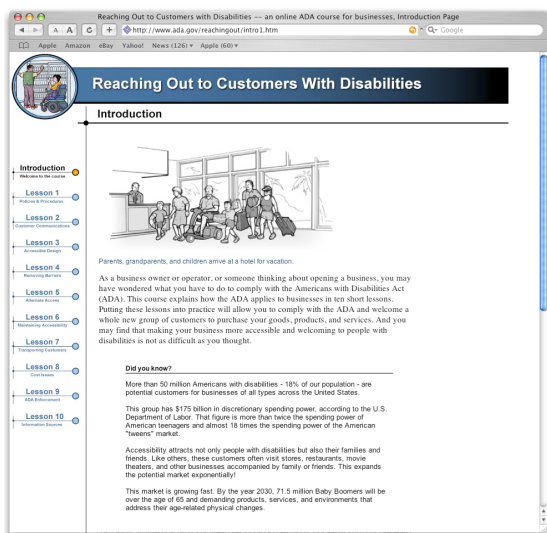 Reaching Out to Customers with Disabilities -- an online ADA course for businesses, Introduction Page
A A C + http://www.ada.gov/reachingout/intro1.htm Q Google
Apple Amazon eBay Yahoo! News (126) Apple (60)
Reaching Out to Customers With Disabilities
Introduction
Introduction
Welcome to the course
Lesson 1
Policies & Procedures
Lesson 2
Customer Communications
Lesson 3
Accessible Design
Lesson 4
Removing Barriers
Lesson 5
Alternate Access
Lesson 6
Maintaining Accessibility
Lesson 7
Transporting Customers
Lesson 8
Cost Issues
Lesson 9
ADA Enforcement
Lesson 10
Information Sources
Parents, grandparents, and children arrive at a hotel for vacation.
As a business owner or operator, or someone thinking about opening a business, you may
have wondered what you have to do to comply with the Americans with Disabilities Act
(ADA). This course explains how the ADA applies to businesses in ten short lessons.
Putting these lessons into practice will allow you to comply with the ADA and welcome a
whole new group of customers to purchase your goods, products, and services. And you
may find that making your business more accessible and welcoming to people with
disabilities is not as difficult as you thought.
Did you know?
More than 50 million Americans with disabilities - 18% of our population - are
potential customers for businesses of all types across the United States.
This group has $175 billion in discretionary spending power, according to the U.S.
Department of Labor. That figure is more than twice the spending power of
American teenagers and almost 18 times the spending power of the American
"tweens" market.
Accessibility attracts not only people with disabilities but also their families and
friends. Like others, these customers often visit stores, restaurants, movie
theaters, and other businesses accompanied by family or friends. This expands
the potential market exponentially!
This market is growing fast. By the year 2030, 71.5 million Baby Boomers will be
over the age of 65 and demanding products, services, and environments that
address their age-related physical changes.